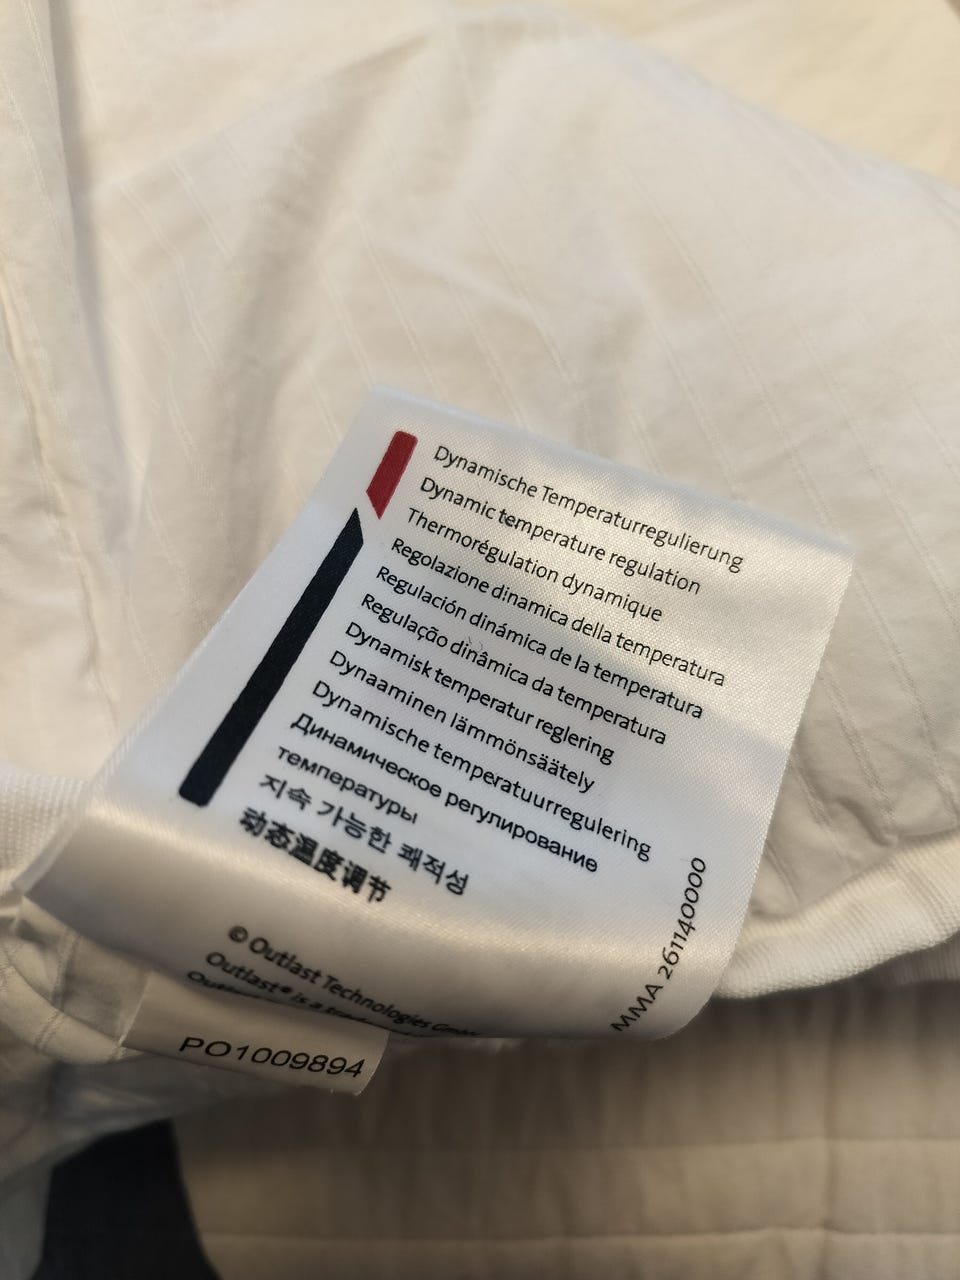 Dynamische Temperaturregulierung
Dynamic temperature regulation
Thermorégulation dynamique
Regolazione dinamica della temperatura
Regulación dinámica de la temperatura
Regulação dinâmica da temperatura
Dynamisk temperatur reglering
Dynaaminen lämmönsäätely
Dynamische temperatuurregulering
Динамическое регулирование
температуры
지속 가능한 쾌적성
动态温度调节
© Outlast Technologies GmbH
Outlast® is a
MMA 261140000
PO1009894